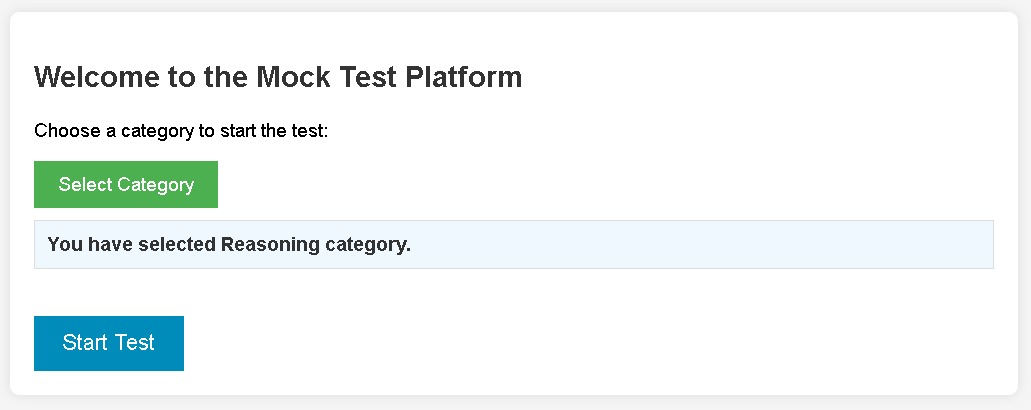 Welcome to the Mock Test Platform
Choose a category to start the test:
Select Category
You have selected Reasoning category.
Start Test